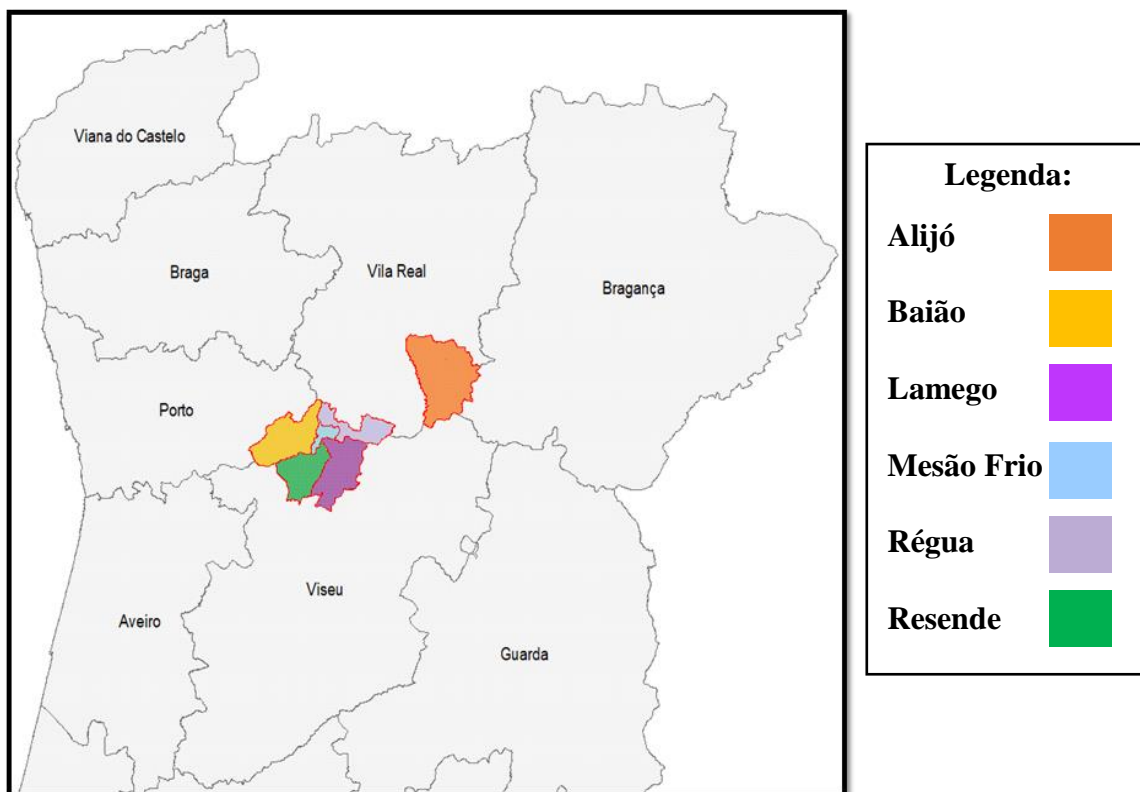 Viana do Castelo
Braga
Vila Real
Bragança
Porto
Viseu
Aveiro
Guarda
Legenda:
Alijó
Baião
Lamego
Mesão Frio
Régua
Resende